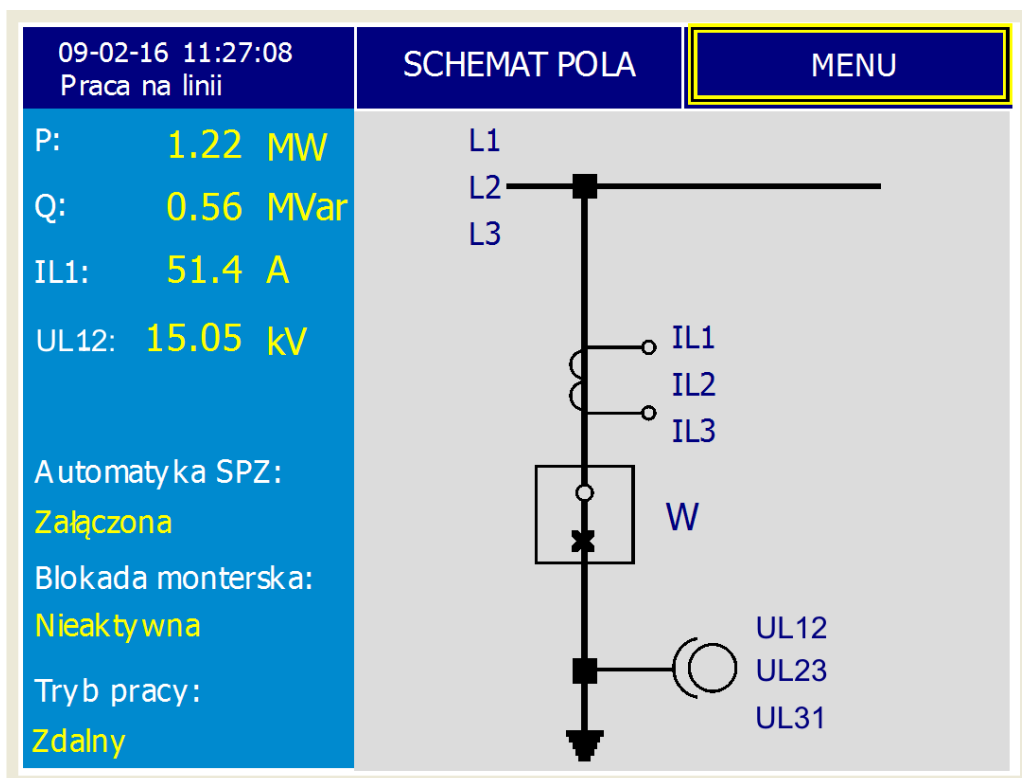 09-02-16 11:27:08
Praca na linii
SCHEMAT POLA
MENU
P: 1.22 MW
Q: 0.56 MVar
IL1: 51.4 A
UL12: 15.05 kV
Automatyka SPZ:
Załączona
Blokada monterska:
Nieaktywna
Tryb pracy:
Zdalny
L1
L2
L3
IL1
IL2
IL3
W
UL12
UL23
UL31